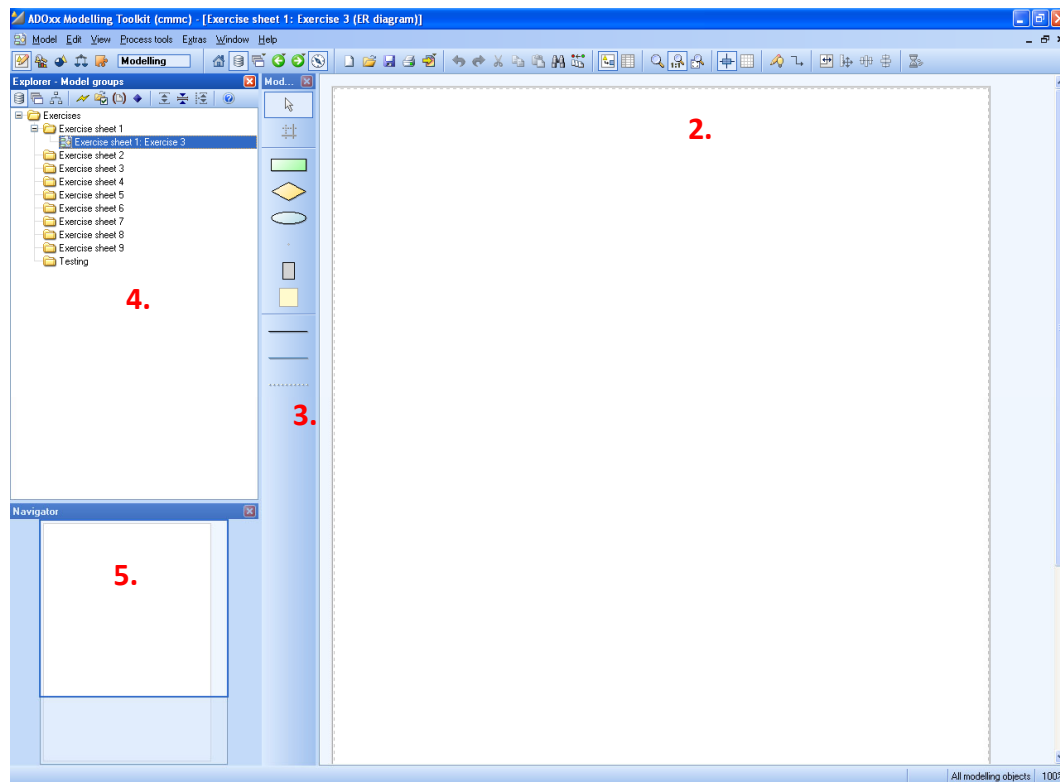 ADOxx Modelling Toolkit (cmmc) - [Exercise sheet 1: Exercise 3 (ER diagram)]
Model Edit View Process tools Extras Window Help
Modelling
Explorer - Model groups
Mod...
Exercises
Exercise sheet 1
Exercise sheet 1: Exercise 3
Exercise sheet 2
Exercise sheet 3
Exercise sheet 4
Exercise sheet 5
Exercise sheet 6
Exercise sheet 7
Exercise sheet 8
Exercise sheet 9
Testing
2.
4.
3.
Navigator
5.
All modelling objects 100%